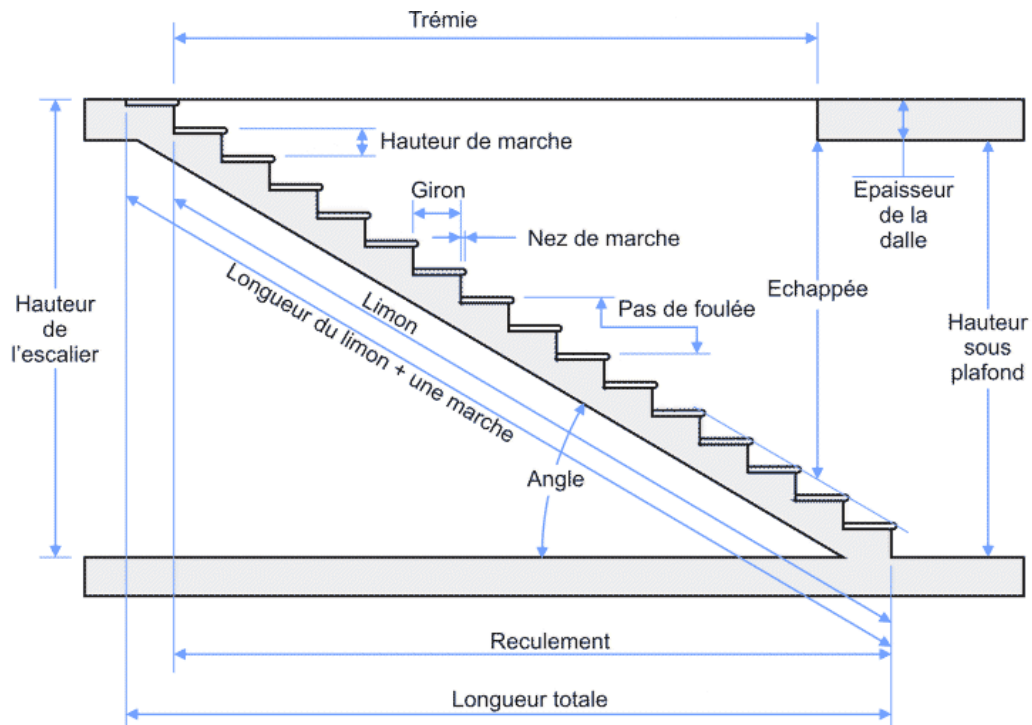 Trémie
Hauteur de marche
Giron
Epaisseur
de la
dalle
Nez de marche
Echappée
Pas de foulée
Hauteur
de
l'escalier
Limon
Longueur du limon + une marche
Hauteur
sous
plafond
Angle
Reculement
Longueur totale